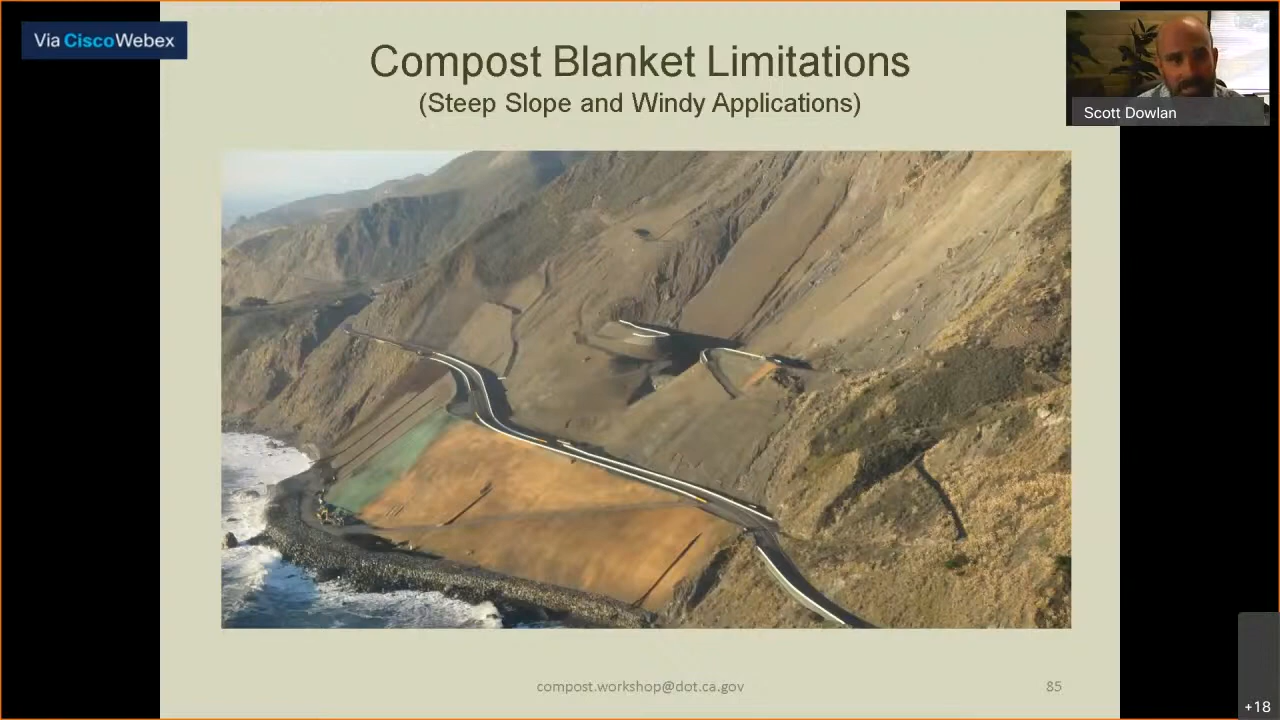 Via CiscoWebex
Compost Blanket Limitations
(Steep Slope and Windy Applications)
Scott Dowlan
compost.workshop@dot.ca.gov
85
+18